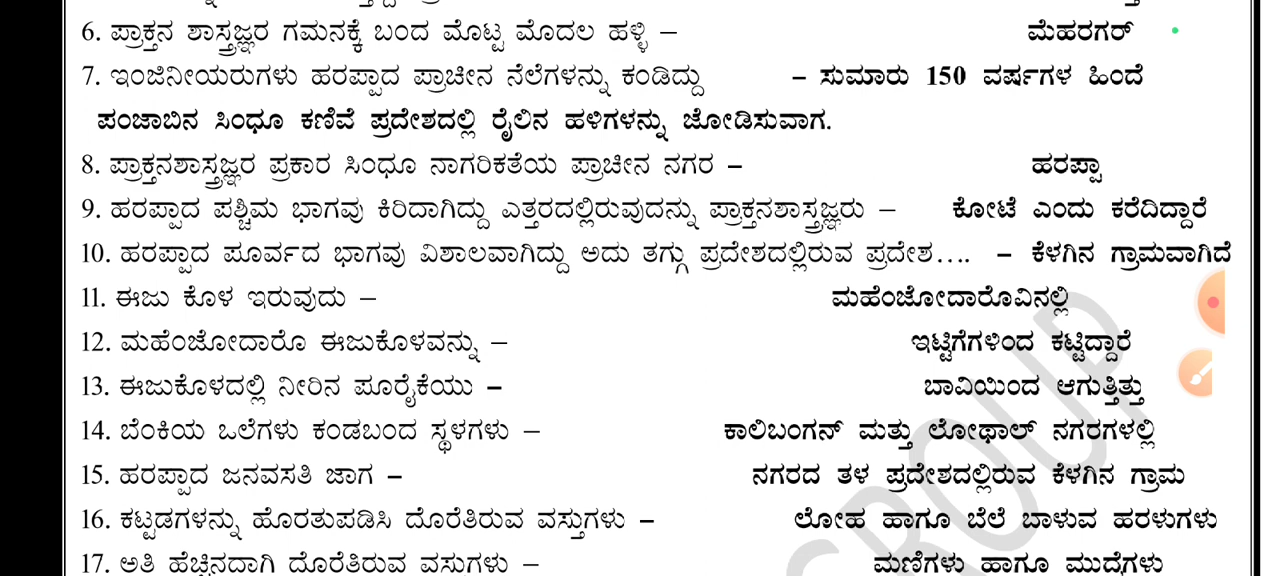 6. ಪ್ರಾಕ್ತನ ಶಾಸ್ತ್ರಜ್ಞರ ಗಮನಕ್ಕೆ ಬಂದ ಮೊಟ್ಟ ಮೊದಲ ಹಳ್ಳಿ – ಮೆಹರಗರ್
7. ಇಂಜಿನೀಯರುಗಳು ಹರಪ್ಪಾದ ಪ್ರಾಚೀನ ನೆಲೆಗಳನ್ನು ಕಂಡಿದ್ದು – ಸುಮಾರು 150 ವರ್ಷಗಳ ಹಿಂದೆ
ಪಂಜಾಬಿನ ಸಿಂಧೂ ಕಣಿವೆ ಪ್ರದೇಶದಲ್ಲಿ ರೈಲಿನ ಹಳಿಗಳನ್ನು ಜೋಡಿಸುವಾಗ.
8. ಪ್ರಾಕ್ತನಶಾಸ್ತ್ರಜ್ಞರ ಪ್ರಕಾರ ಸಿಂಧೂ ನಾಗರಿಕತೆಯ ಪ್ರಾಚೀನ ನಗರ – ಹರಪ್ಪಾ
9. ಹರಪ್ಪಾದ ಪಶ್ಚಿಮ ಭಾಗವು ಕಿರಿದಾಗಿದ್ದು ಎತ್ತರದಲ್ಲಿರುವುದನ್ನು ಪ್ರಾಕ್ತನಶಾಸ್ತ್ರಜ್ಞರು – ಕೋಟೆ ಎಂದು ಕರೆದಿದ್ದಾರೆ
10. ಹರಪ್ಪಾದ ಪೂರ್ವದ ಭಾಗವು ವಿಶಾಲವಾಗಿದ್ದು ಅದು ತಗ್ಗು ಪ್ರದೇಶದಲ್ಲಿರುವ ಪ್ರದೇಶ…. – ಕೆಳಗಿನ ಗ್ರಾಮವಾಗಿದೆ
11. ಈಜು ಕೊಳ ಇರುವುದು – ಮಹೆಂಜೋದಾರೊವಿನಲ್ಲಿ
12. ಮಹೆಂಜೋದಾರೊ ಈಜುಕೊಳವನ್ನು – ಇಟ್ಟಿಗೆಗಳಿಂದ ಕಟ್ಟಿದ್ದಾರೆ
13. ಈಜುಕೊಳದಲ್ಲಿ ನೀರಿನ ಪೂರೈಕೆಯು – ಬಾವಿಯಿಂದ ಆಗುತ್ತಿತ್ತು
14. ಬೆಂಕಿಯ ಒಲೆಗಳು ಕಂಡಬಂದ ಸ್ಥಳಗಳು – ಕಾಲಿಬಂಗನ್ ಮತ್ತು ಲೋಥಾಲ್ ನಗರಗಳಲ್ಲಿ
15. ಹರಪ್ಪಾದ ಜನವಸತಿ ಜಾಗ – ನಗರದ ತಳ ಪ್ರದೇಶದಲ್ಲಿರುವ ಕೆಳಗಿನ ಗ್ರಾಮ
16. ಕಟ್ಟಡಗಳನ್ನು ಹೊರತುಪಡಿಸಿ ದೊರೆತಿರುವ ವಸ್ತುಗಳು – ಲೋಹ ಹಾಗೂ ಬೆಲೆ ಬಾಳುವ ಹರಳುಗಳು
17. ಅತಿ ಹೆಚ್ಚಿನದಾಗಿ ದೊರೆತಿರುವ ವಸ್ತುಗಳು – ಮಣಿಗಳು ಹಾಗೂ ಮುದ್ರೆಗಳು
GROUP